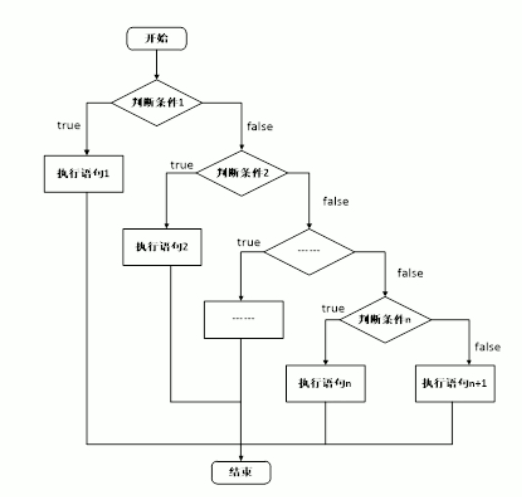 开始
判断条件1
true
false
执行语句1
判断条件2
true
false
执行语句2
……
true
false
……
判断条件n
true
false
执行语句n
执行语句n+1
结束